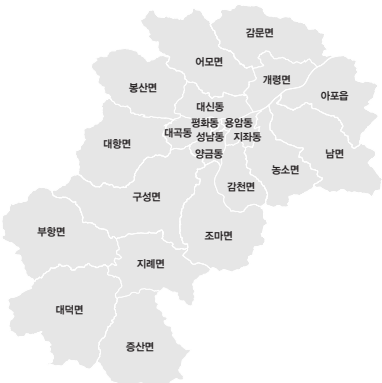 감문면
어모면
개령면
봉산면
아포읍
대신동
평화동 용암동
대곡동 성남동 지좌동
대항면
양금동
남면
농소면
감천면
구성면
부항면
조마면
지례면
대덕면
증산면